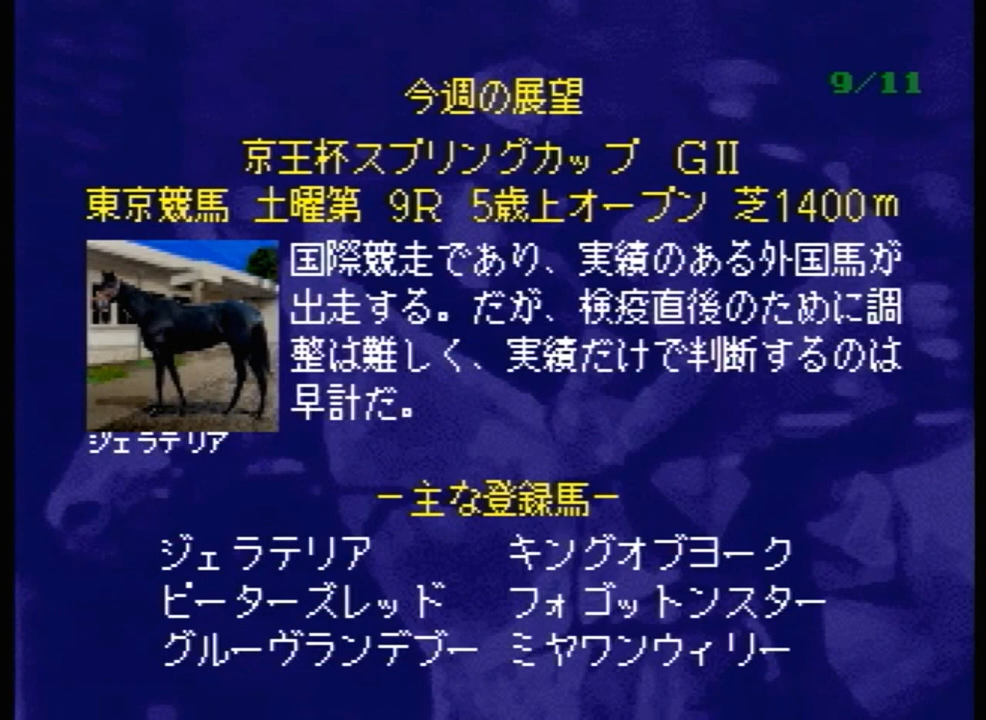 9/11
今週の展望
京王杯スプリングカップ GⅡ
東京競馬 土曜第 9R 5歳上オープン 芝1400m
国際競走であり、実績のある外国馬が
出走する。だが、検疫直後のために調
整は難しく、実績だけで判断するのは
早計だ。
ジェラテリア
－主な登録馬－
ジェラテリア キングオブヨーク
ピーターズレッド フォゴットンスター
グルーヴランデブー ミヤワンウィリー